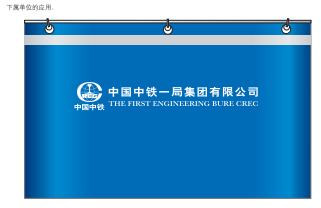 下属单位的应用.
中国中铁一局集团有限公司
中国中铁
THE FIRST ENGINEERING BURE CREC